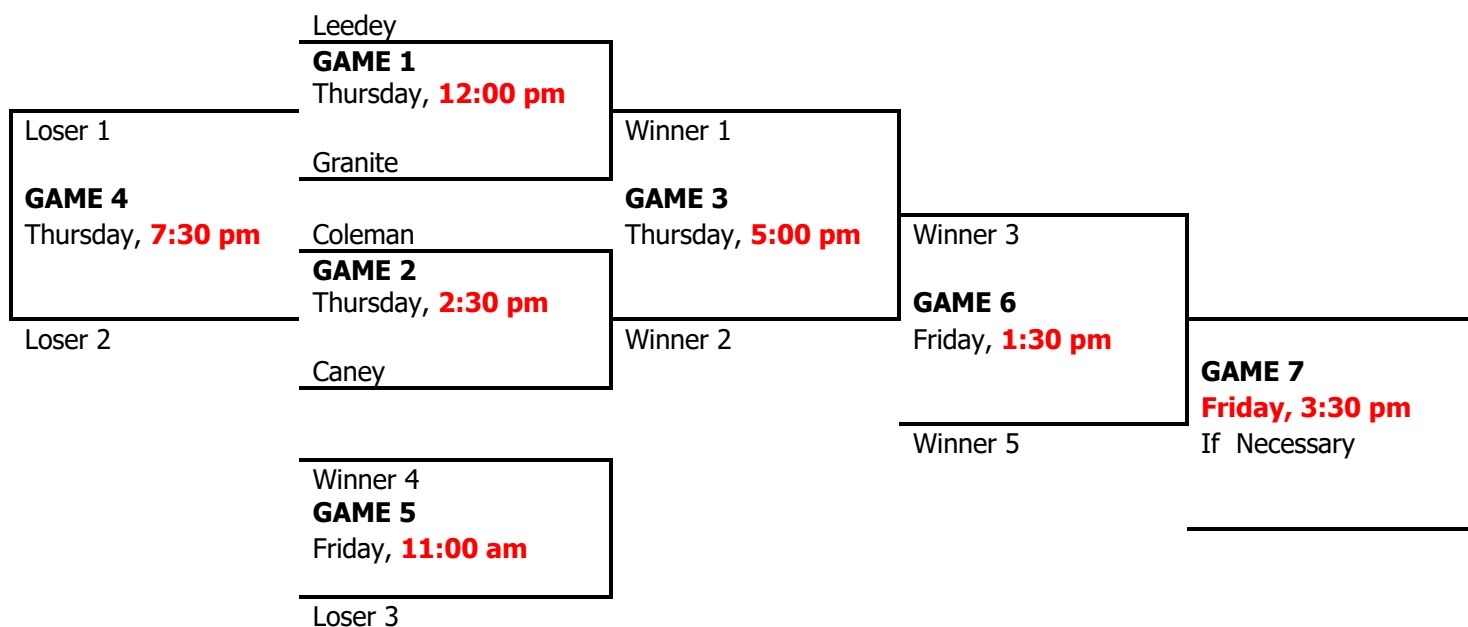 Leedey
GAME 1
Thursday, 12:00 pm
Granite
Loser 1
GAME 4
Thursday, 7:30 pm
Loser 2
Coleman
GAME 2
Thursday, 2:30 pm
Caney
Winner 1
GAME 3
Thursday, 5:00 pm
Winner 2
Winner 4
GAME 5
Friday, 11:00 am
Loser 3
Winner 3
GAME 6
Friday, 1:30 pm
Winner 5
GAME 7
Friday, 3:30 pm
If Necessary